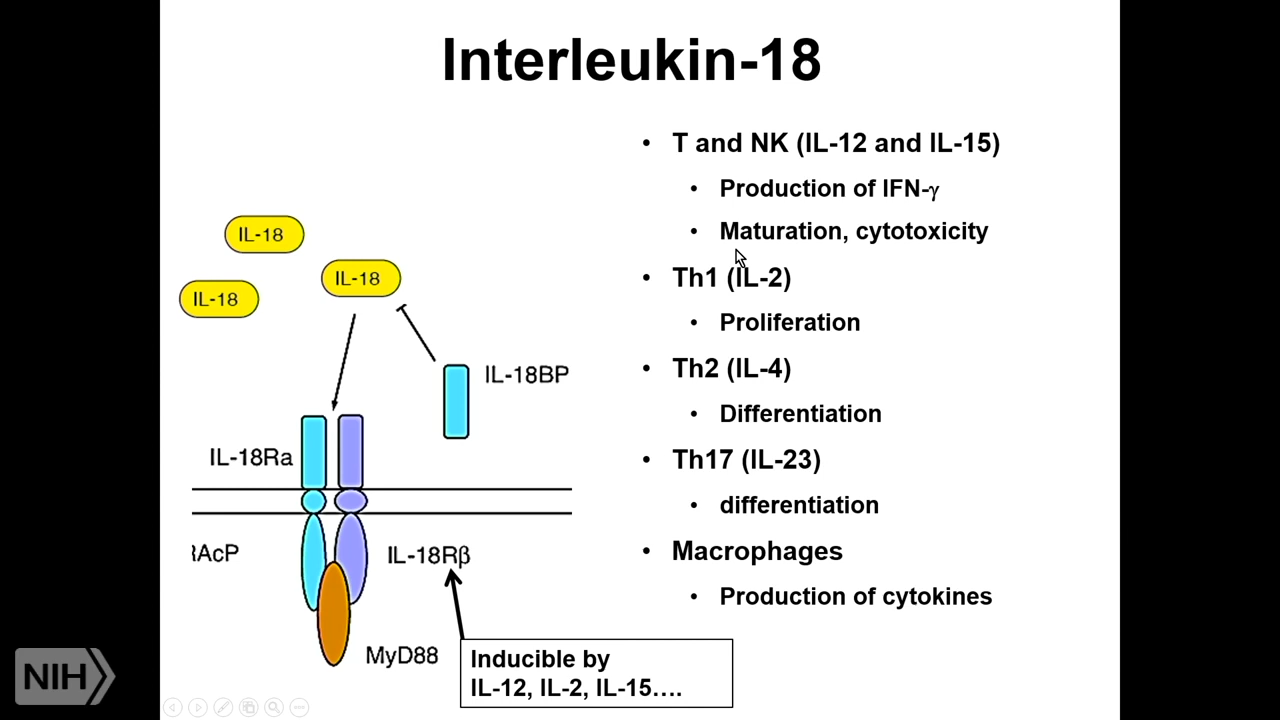 Interleukin-18
• T and NK (IL-12 and IL-15)
• Production of IFN-γ
• Maturation, cytotoxicity
• Th1 (IL-2)
• Proliferation
• Th2 (IL-4)
• Differentiation
• Th17 (IL-23)
• differentiation
• Macrophages
• Production of cytokines
IL-18
IL-18
IL-18
IL-18BP
IL-18Ra
AcP
IL-18Rβ
MyD88
Inducible by
IL-12, IL-2, IL-15....
NIH